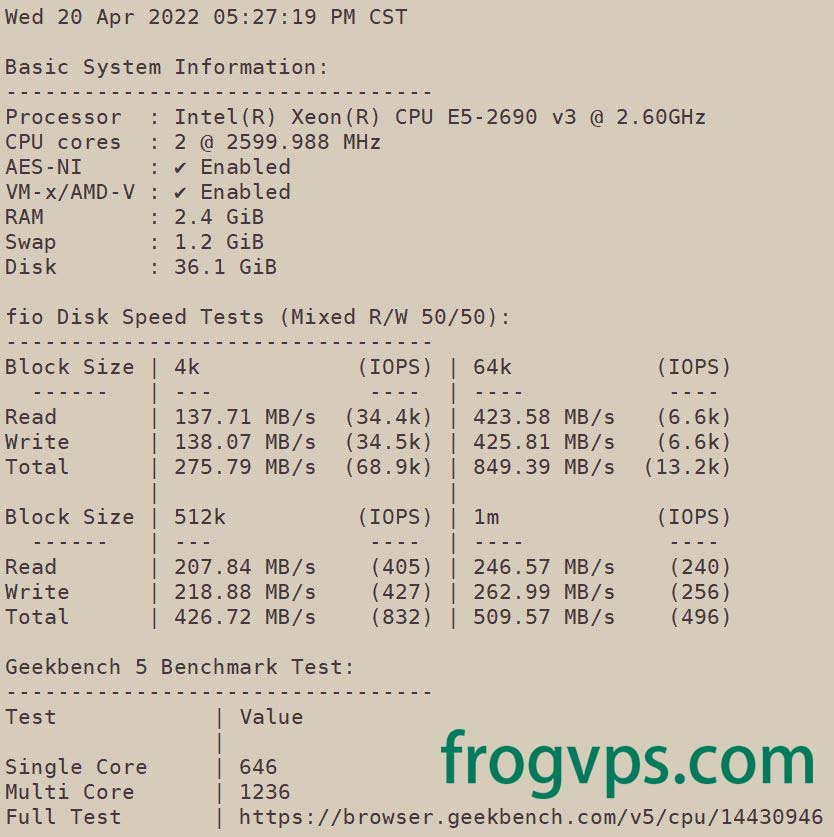 Wed 20 Apr 2022 05:27:19 PM CST
Basic System Information:
---------------------------------
Processor  : Intel(R) Xeon(R) CPU E5-2690 v3 @ 2.60GHz
CPU cores  : 2 @ 2599.988 MHz
AES-NI     : ✔ Enabled
VM-x/AMD-V : ✔ Enabled
RAM        : 2.4 GiB
Swap       : 1.2 GiB
Disk       : 36.1 GiB
fio Disk Speed Tests (Mixed R/W 50/50):
---------------------------------
Block Size | 4k            (IOPS) | 64k           (IOPS)
  ------   | ---            ---- | ----           ----
Read       | 137.71 MB/s  (34.4k) | 423.58 MB/s   (6.6k)
Write      | 138.07 MB/s  (34.5k) | 425.81 MB/s   (6.6k)
Total      | 275.79 MB/s  (68.9k) | 849.39 MB/s  (13.2k)
           |                      |
Block Size | 512k          (IOPS) | 1m            (IOPS)
  ------   | ---            ---- | ----           ----
Read       | 207.84 MB/s    (405) | 246.57 MB/s    (240)
Write      | 218.88 MB/s    (427) | 262.99 MB/s    (256)
Total      | 426.72 MB/s    (832) | 509.57 MB/s    (496)
Geekbench 5 Benchmark Test:
---------------------------------
Test            | Value
                |
Single Core     | 646
Multi Core      | 1236
Full Test       | https://browser.geekbench.com/v5/cpu/14430946
frogvps.com